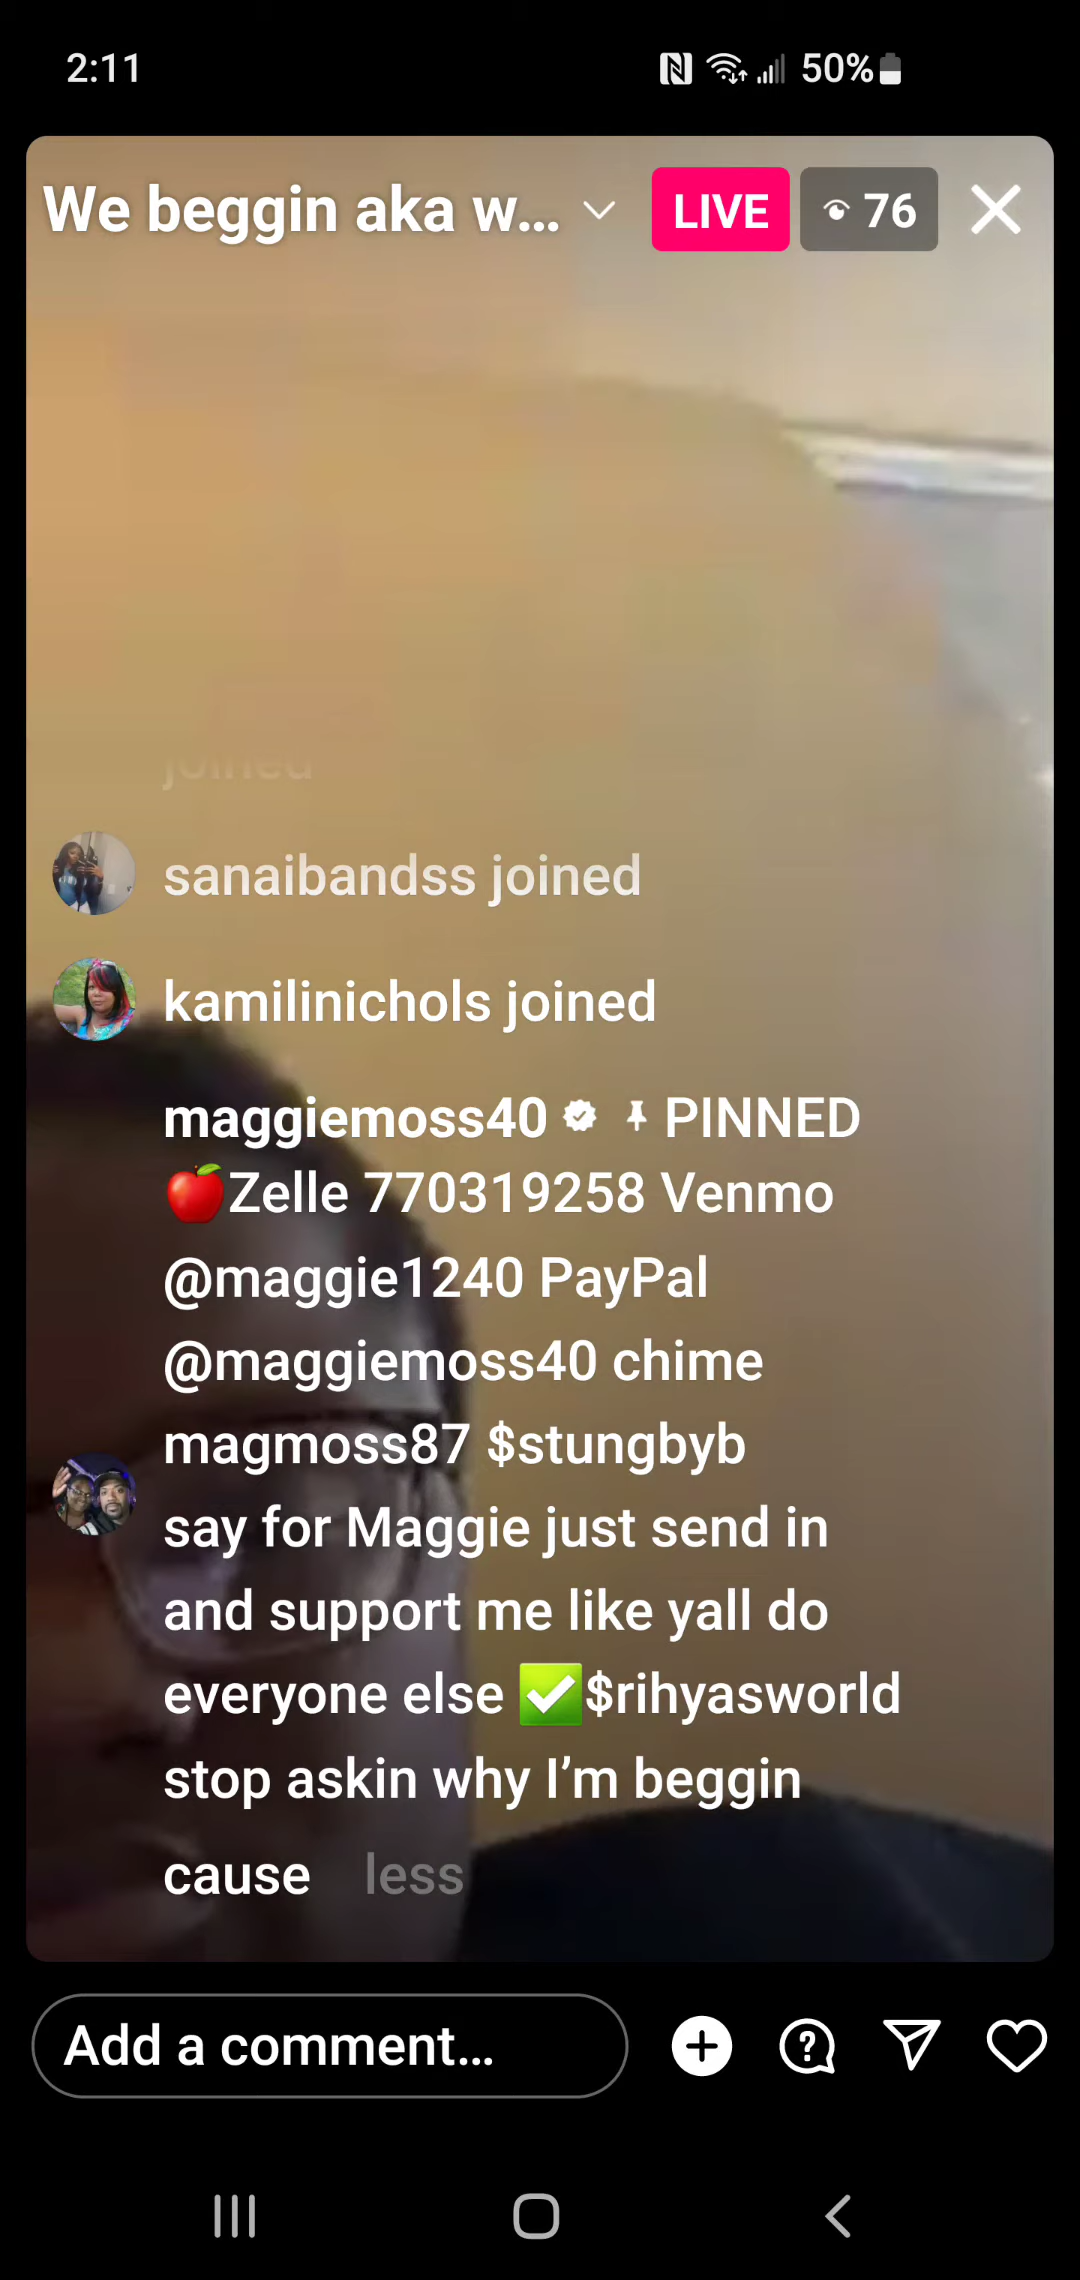 2:11
50%
We beggin aka w...
LIVE
76
joined
sanaibandss joined
kamilinichols joined
maggiemoss40 PINNED
🍎Zelle 770319258 Venmo
@maggie1240 PayPal
@maggiemoss40 chime
magmoss87 $stungbyb
say for Maggie just send in
and support me like yall do
everyone else ✅$rihyasworld
stop askin why I’m beggin
cause less
Add a comment...